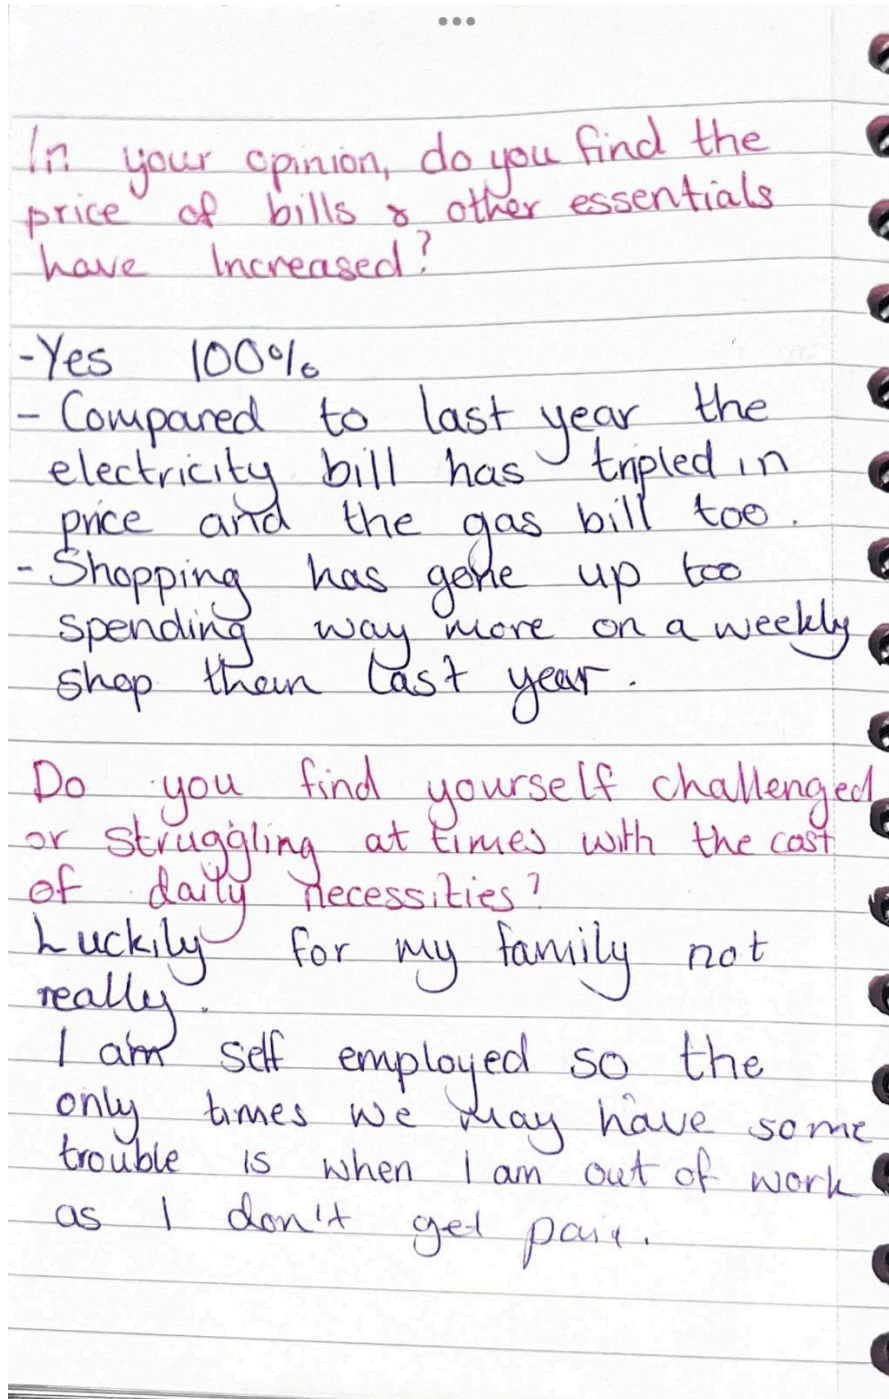 In your opinion, do you find the
price of bills & other essentials
have Increased?
-Yes 100%
- Compared to last year the
electricity bill has tripled in
price and the gas bill too.
- Shopping has gone up too
spending way more on a weekly
shop than last year.
Do you find yourself challenged
or struggling at times with the cost
of daily necessities?
Luckily for my family not
really.
I am self employed so the
only times we may have some
trouble is when I am out of work
as I don't get paid.